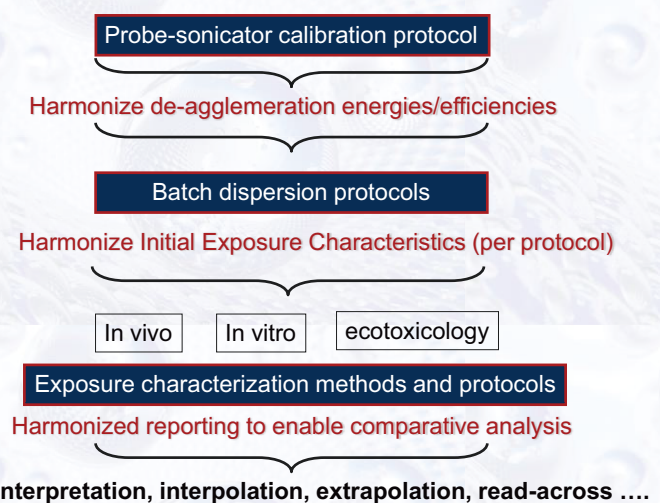 Probe-sonicator calibration protocol
Harmonize de-agglemeration energies/efficiencies
Batch dispersion protocols
Harmonize Initial Exposure Characteristics (per protocol)
In vivo In vitro ecotoxicology
Exposure characterization methods and protocols
Harmonized reporting to enable comparative analysis
nterpretation, interpolation, extrapolation, read-across ….